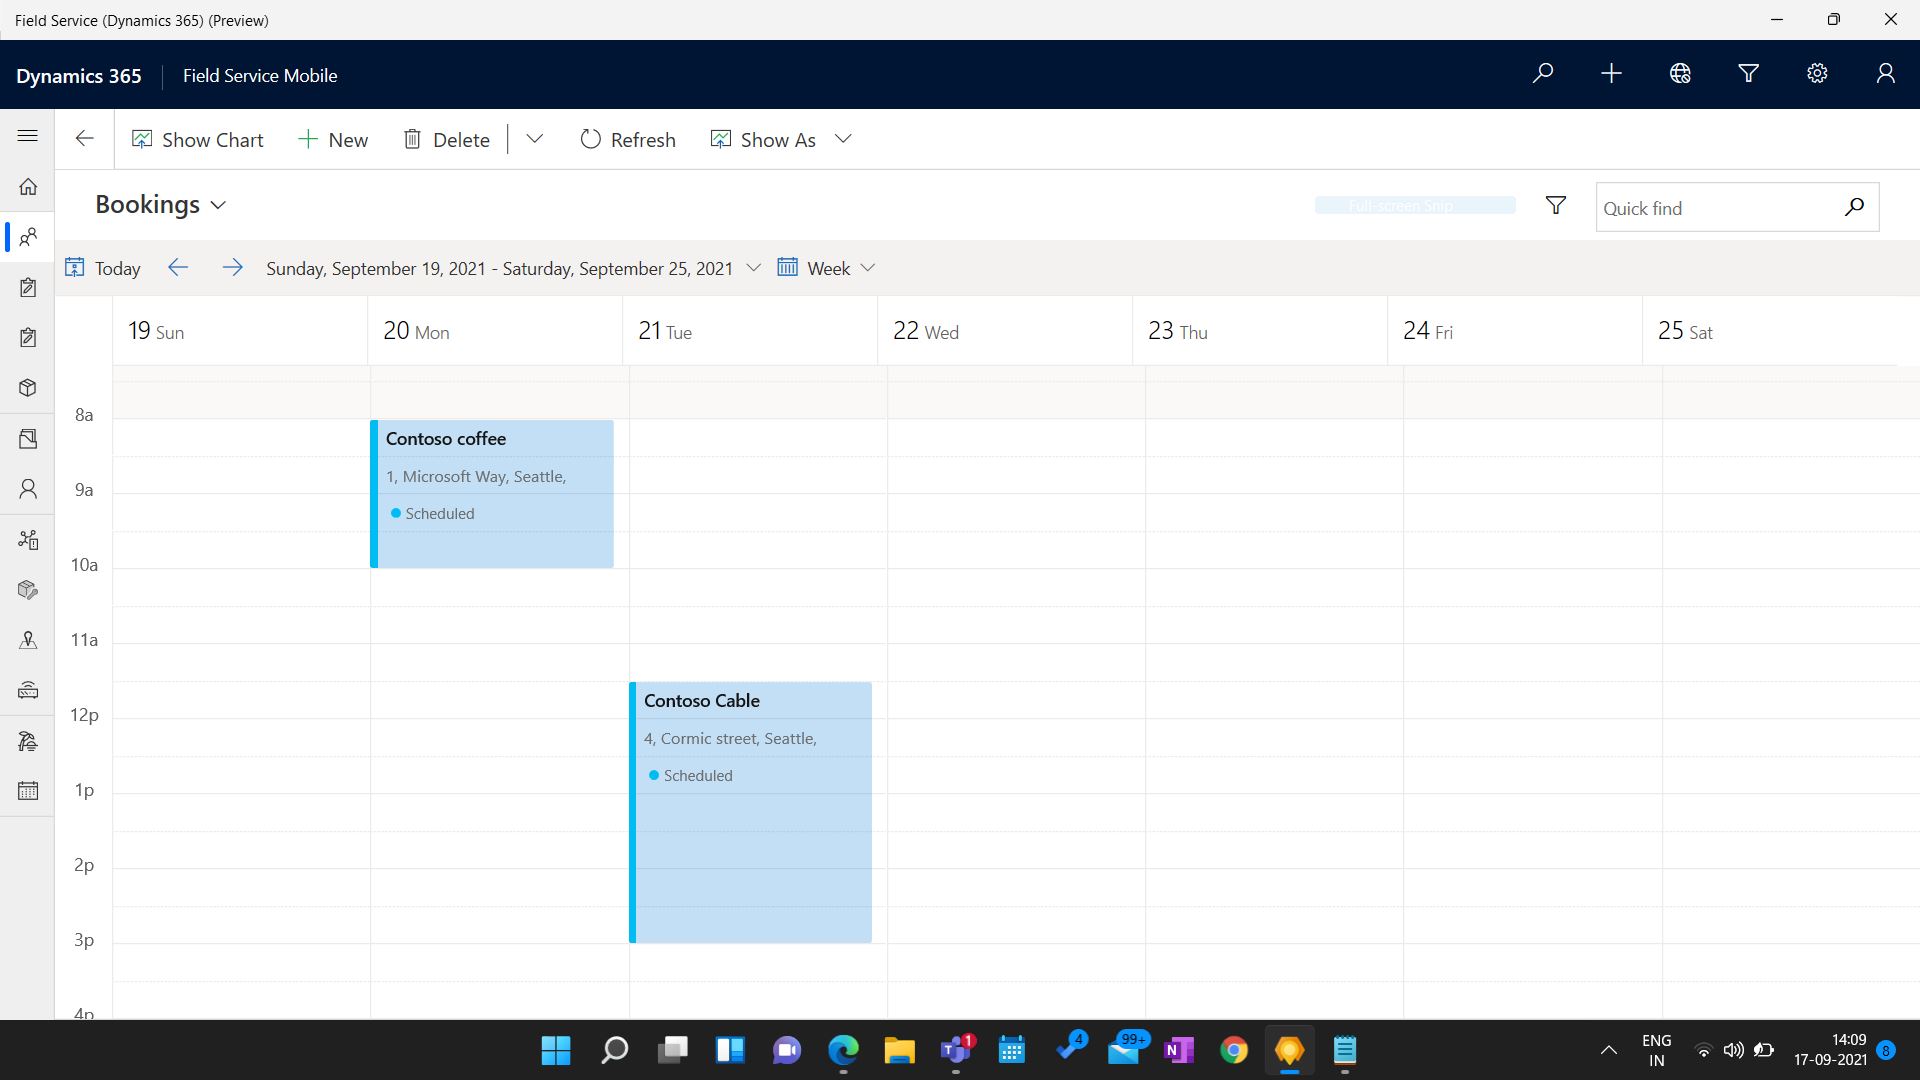 Field Service (Dynamics 365) (Preview)
Dynamics 365 Field Service Mobile
Show Chart New Delete Refresh Show As
Bookings Full-screen Snip Quick find
Today Sunday, September 19, 2021 - Saturday, September 25, 2021 Week
19 Sun 20 Mon 21 Tue 22 Wed 23 Thu 24 Fri 25 Sat
8a
Contoso coffee
1, Microsoft Way, Seattle,
9a
Scheduled
10a
11a
Contoso Cable
12p
4, Cormic street, Seattle,
Scheduled
1p
2p
3p
4p
1
4
99+
ENG
IN
14:09
17-09-2021
8